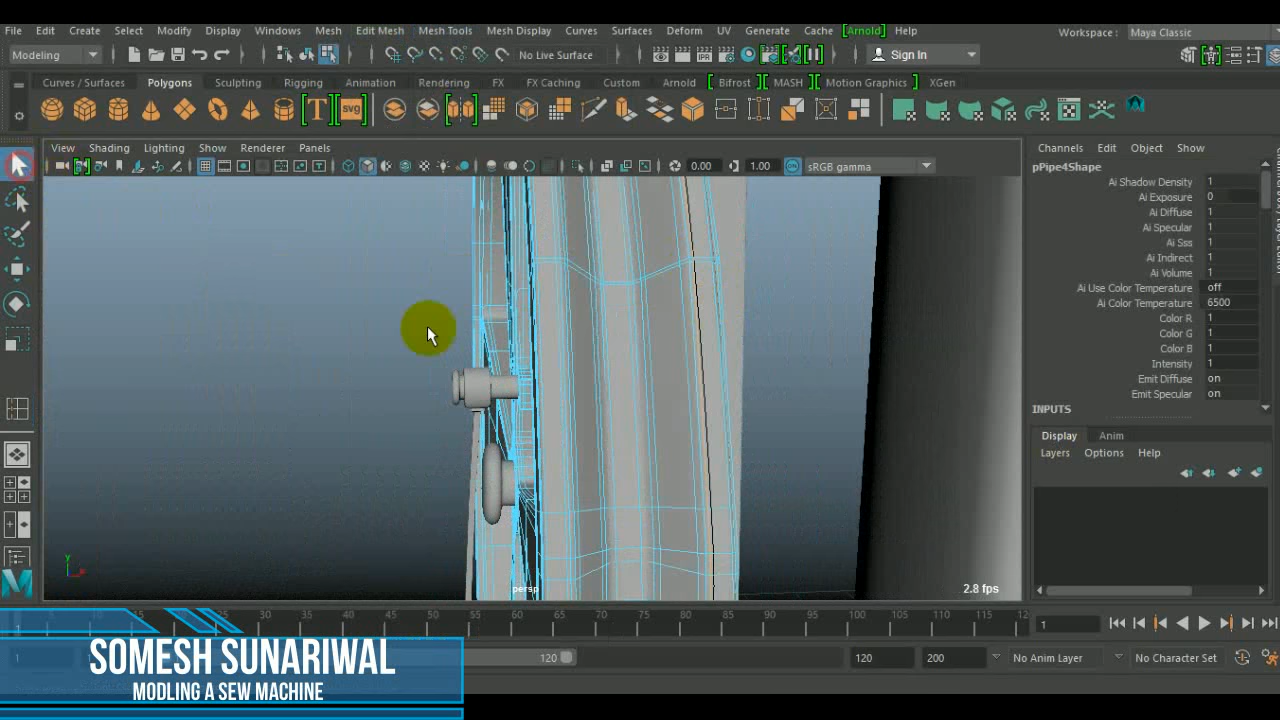 File Edit Create Select Modify Display Windows Mesh Edit Mesh Mesh Tools Mesh Display Curves Surfaces Deform UV Generate Cache [Arnold] Help Workspace : Maya Classic
Modeling No Live Surface Sign In
Curves / Surfaces Polygons Sculpting Rigging Animation Rendering FX FX Caching Custom Arnold Bifrost MASH Motion Graphics XGen
T svg
View Shading Lighting Show Renderer Panels Channels Edit Object Show
0.00 1.00 ON sRGB gamma
pPipe4Shape
Ai Shadow Density 1
Ai Exposure 0
Ai Diffuse 1
Ai Specular 1
Ai Sss 1
Ai Indirect 1
Ai Volume 1
Ai Use Color Temperature off
Ai Color Temperature 6500
Color R 1
Color G 1
Color B 1
Intensity 1
Emit Diffuse on
Emit Specular on
INPUTS
Display Anim
Layers Options Help
y
persp 2.8 fps
5 10 15 20 25 30 35 40 45 50 55 60 65 70 75 80 85 90 95 100 105 110 115 12
1 1
SOMESH SUNARIWAL
1 120 120 200 No Anim Layer No Character Set
MODLING A SEW MACHINE